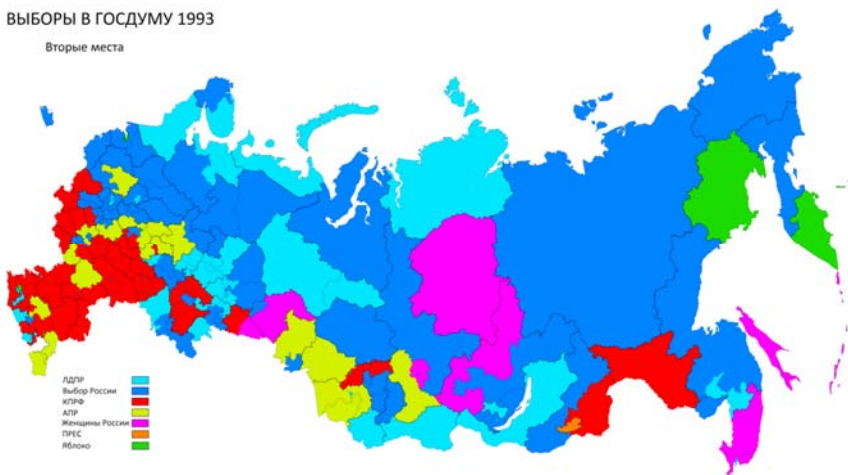 ВЫБОРЫ В ГОСДУМУ 1993
Вторые места
ЛДПР
Выбор России
КПРФ
АПР
Женщины России
ПРЕС
Яблоко